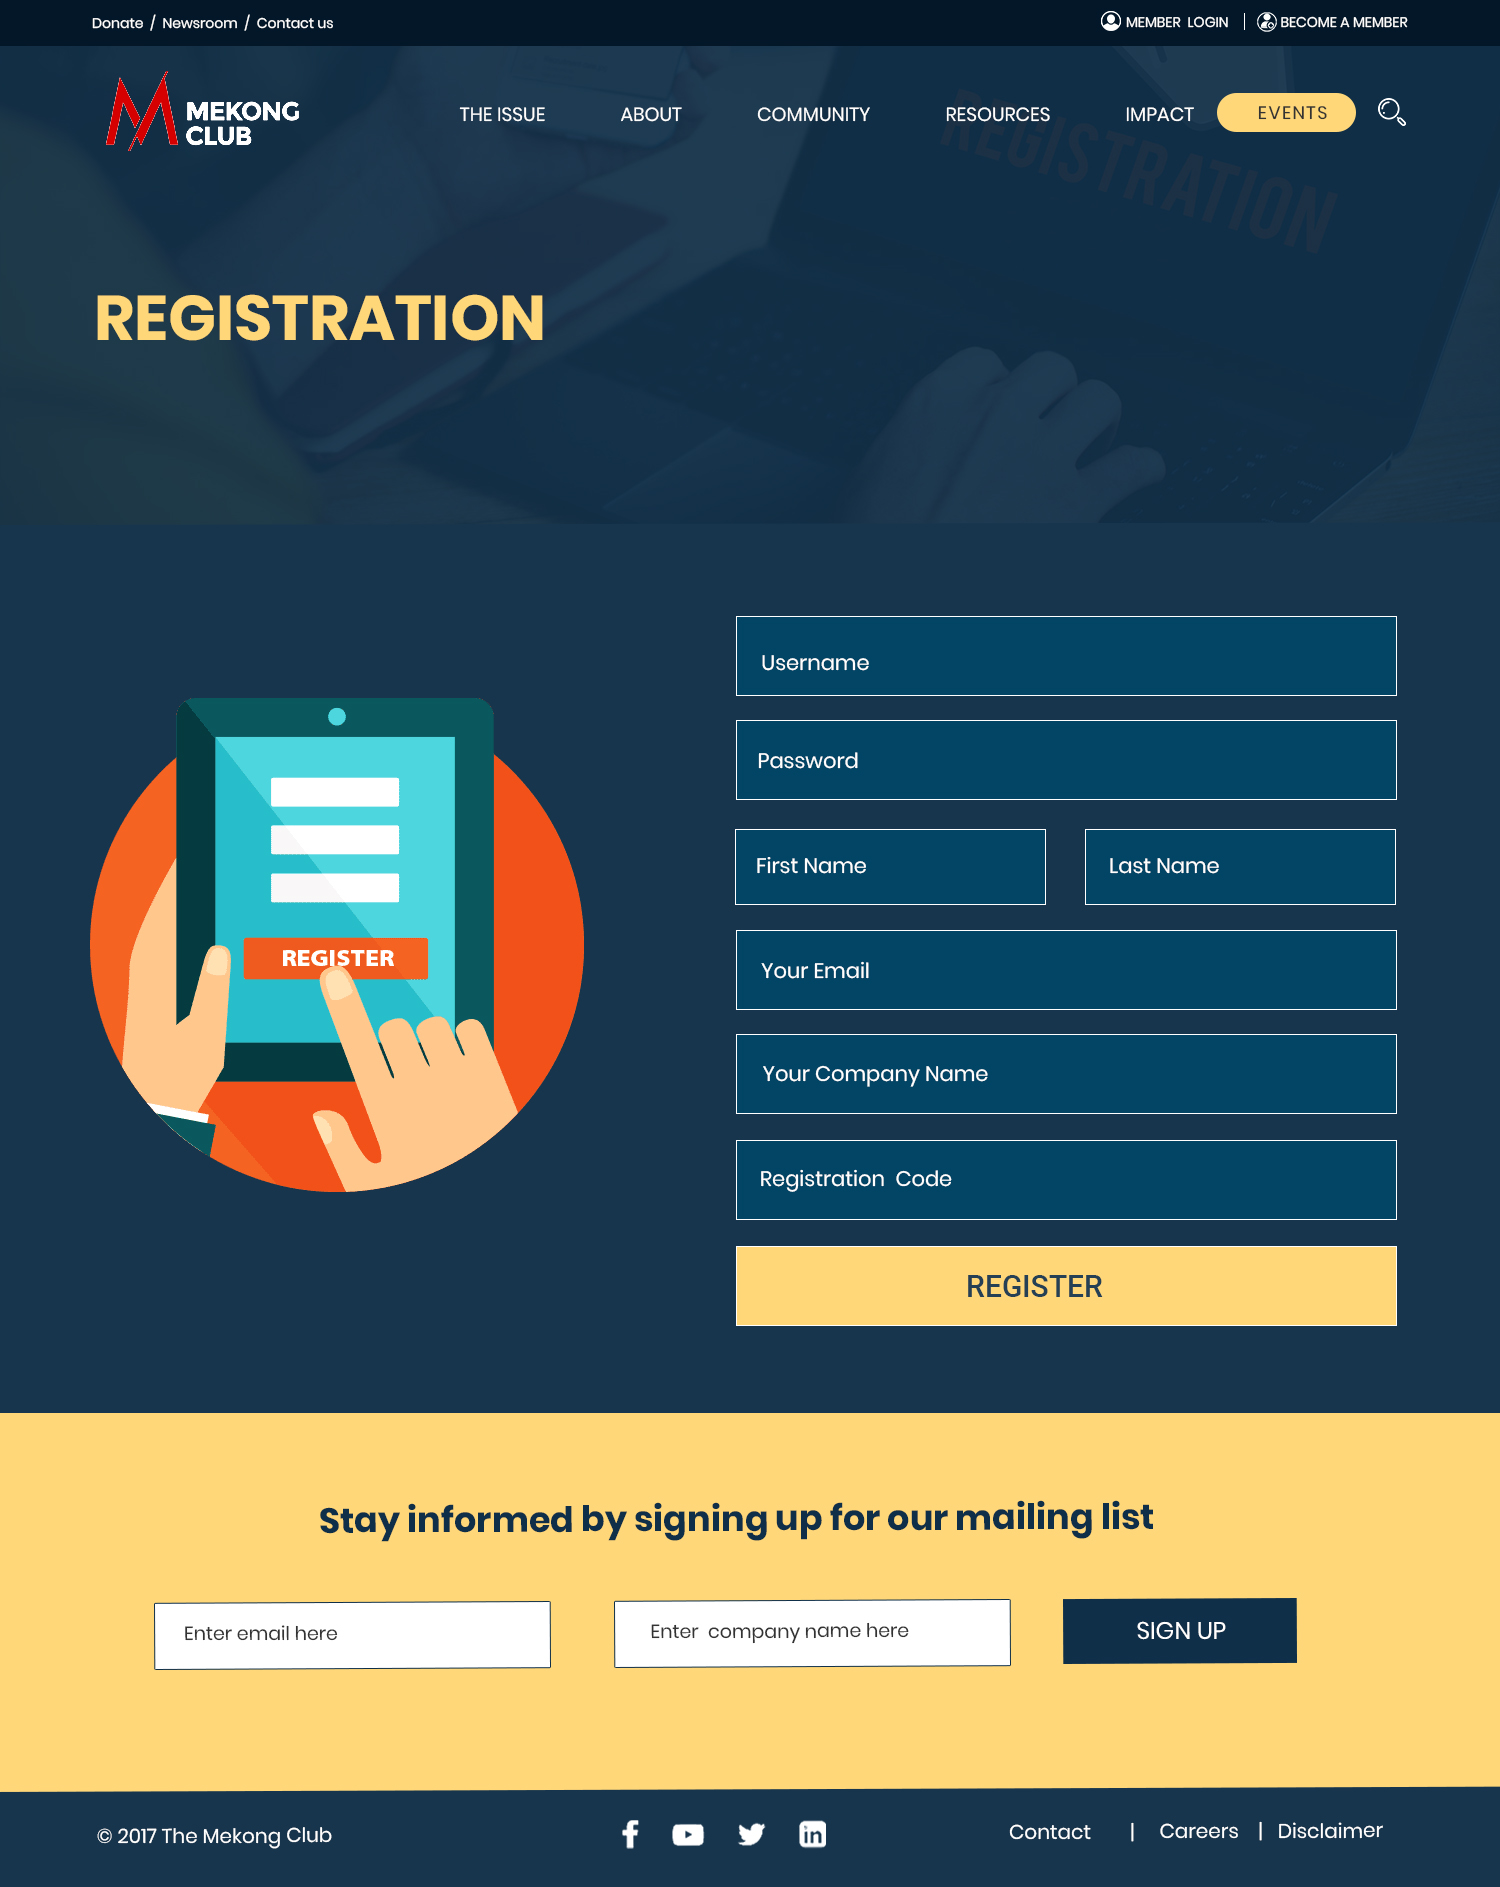 Donate / Newsroom / Contact us
MEMBER LOGIN | BECOME A MEMBER
MEKONG
CLUB
THE ISSUE ABOUT COMMUNITY RESOURCES IMPACT EVENTS
REGISTRATION
REGISTRATION
Username
Password
First Name Last Name
REGISTER
Your Email
Your Company Name
Registration Code
REGISTER
Stay informed by signing up for our mailing list
Enter email here Enter company name here SIGN UP
© 2017 The Mekong Club
Contact | Careers | Disclaimer